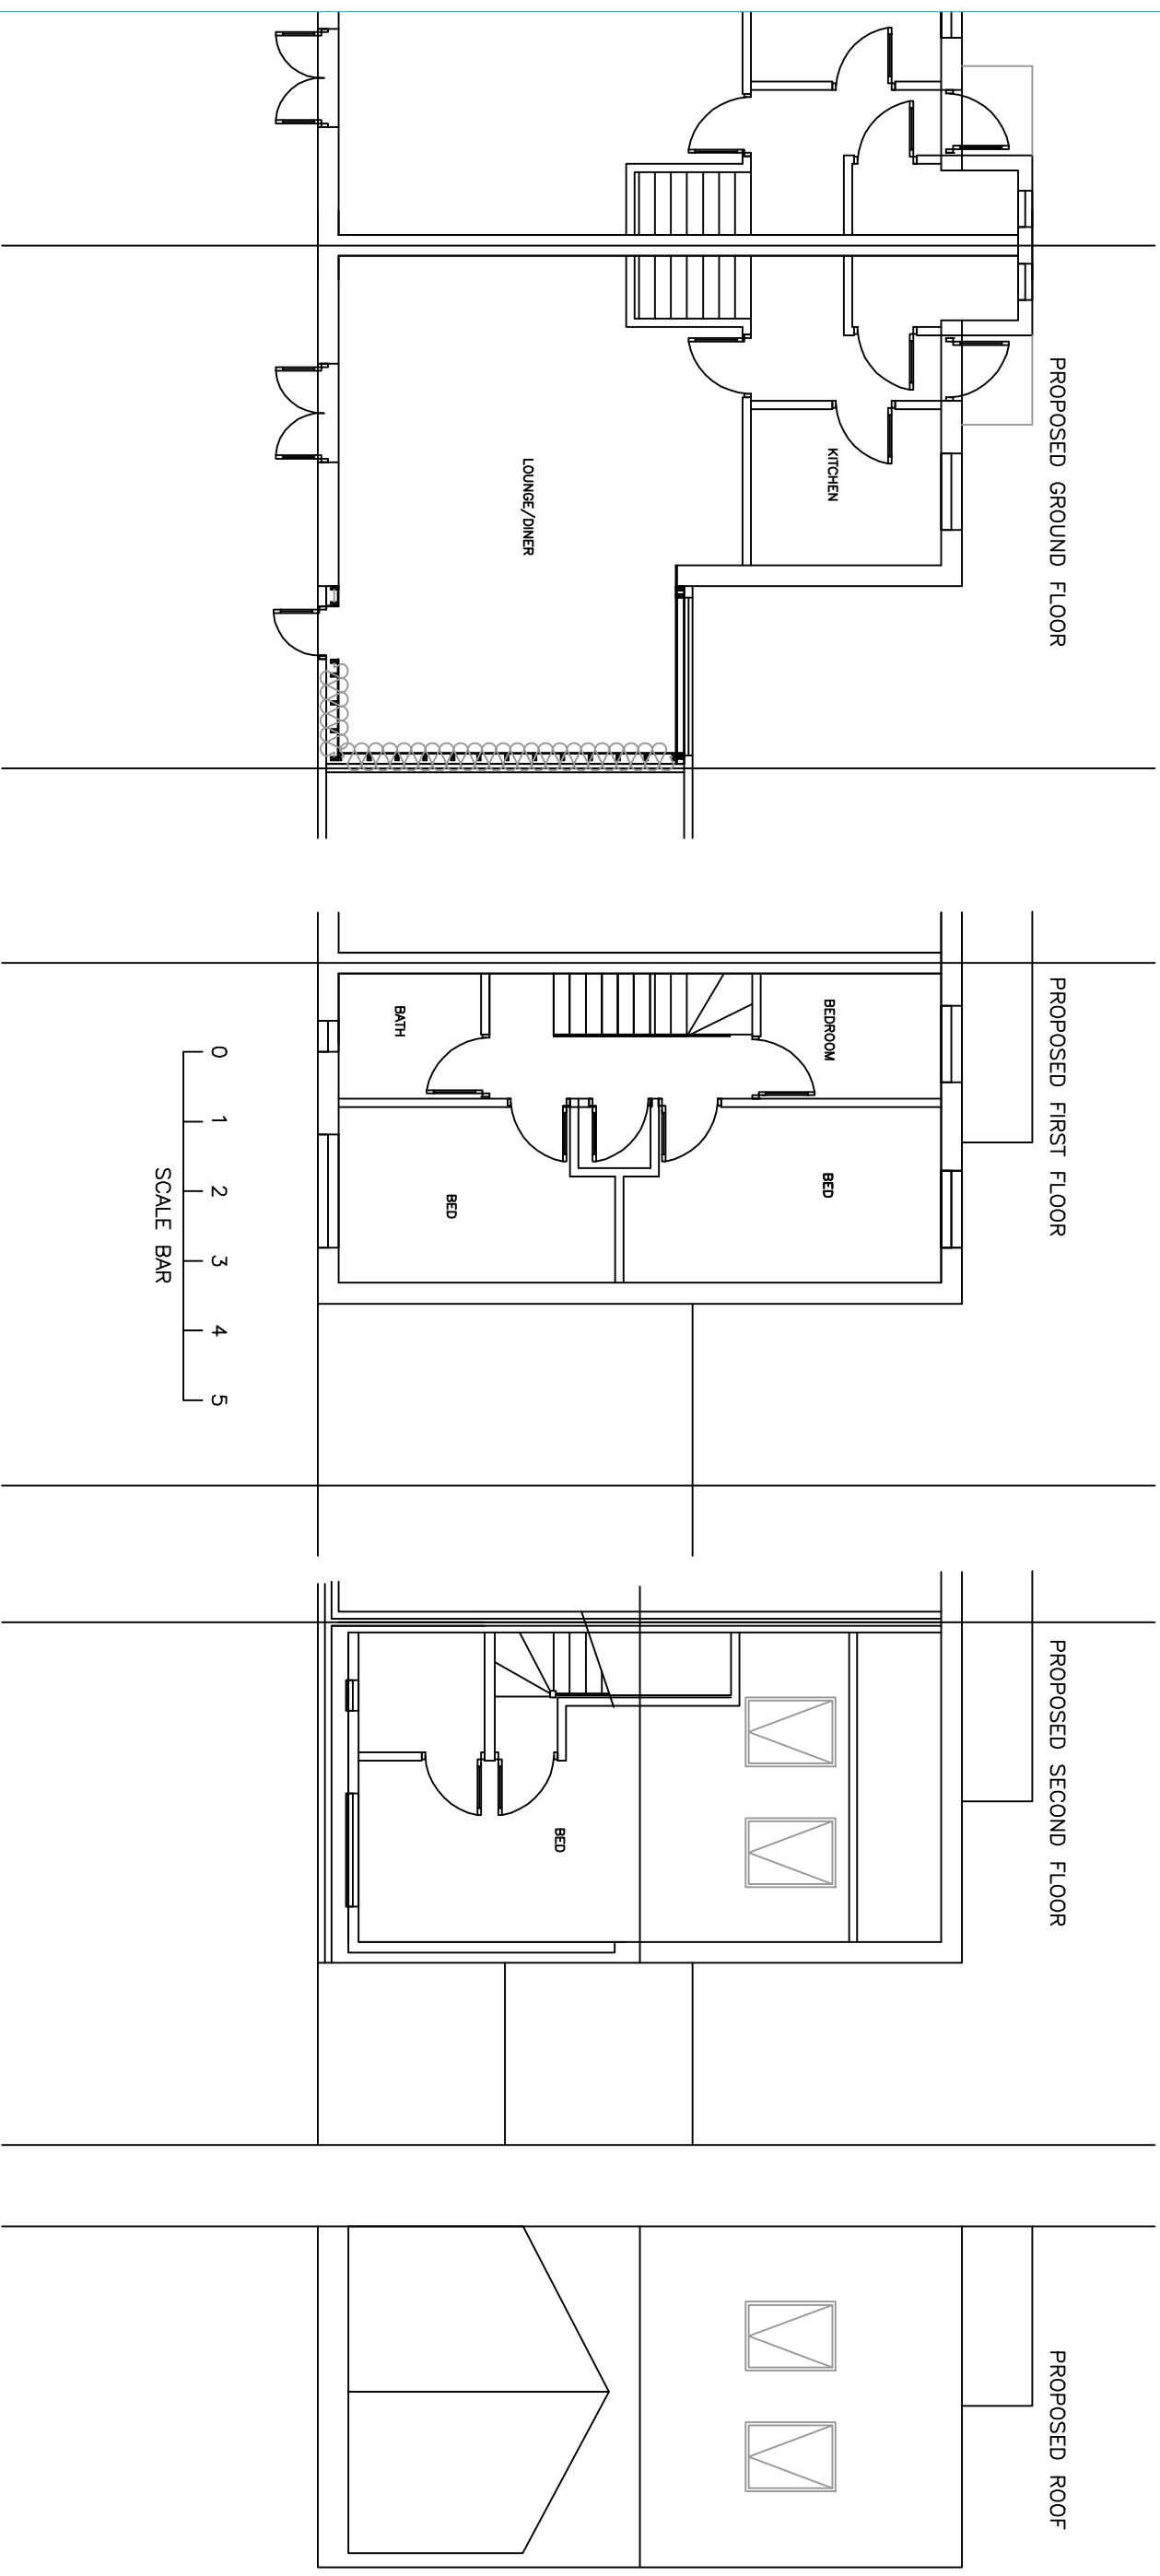 PROPOSED GROUND FLOOR
KITCHEN
LOUNGE/DINER
PROPOSED FIRST FLOOR
BEDROOM
BED
BATH
BED
0 1 2 3 4 5
SCALE BAR
PROPOSED SECOND FLOOR
BED
PROPOSED ROOF